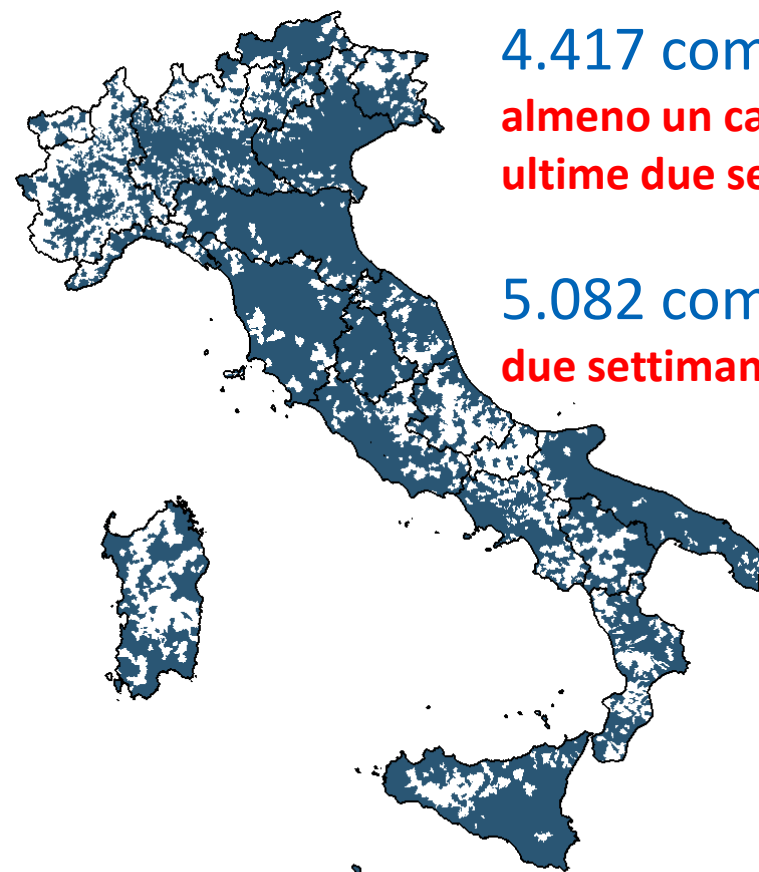 4.417 com
almeno un ca
ultime due se
5.082 com
due settiman